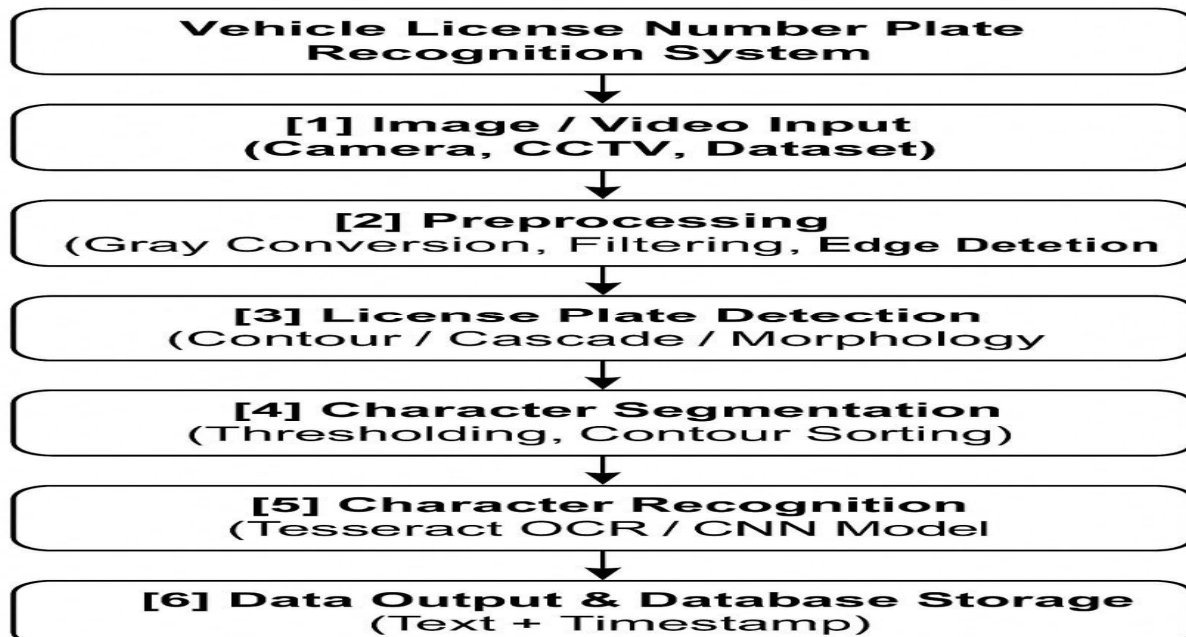 Vehicle License Number Plate
Recognition System
[1] Image / Video Input
(Camera, CCTV, Dataset)
[2] Preprocessing
(Gray Conversion, Filtering, Edge Detetion
[3] License Plate Detection
(Contour / Cascade / Morphology
[4] Character Segmentation
(Thresholding, Contour Sorting)
[5] Character Recognition
(Tesseract OCR / CNN Model
[6] Data Output & Database Storage
(Text + Timestamp)